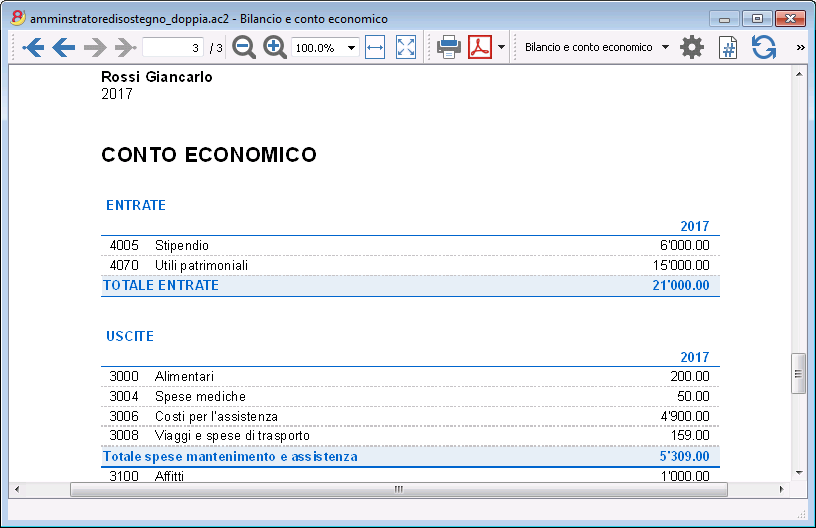 amminstratoredisostegno_doppia.ac2 - Bilancio e conto economico
3 / 3 100.0% Bilancio e conto economico # »
Rossi Giancarlo
2017
CONTO ECONOMICO
ENTRATE
2017
4005 Stipendio 6'000.00
4070 Utili patrimoniali 15'000.00
TOTALE ENTRATE 21'000.00
USCITE
2017
3000 Alimentari 200.00
3004 Spese mediche 50.00
3006 Costi per l'assistenza 4'900.00
3008 Viaggi e spese di trasporto 159.00
Totale spese mantenimento e assistenza 5'309.00
3100 Affitti 1'000.00